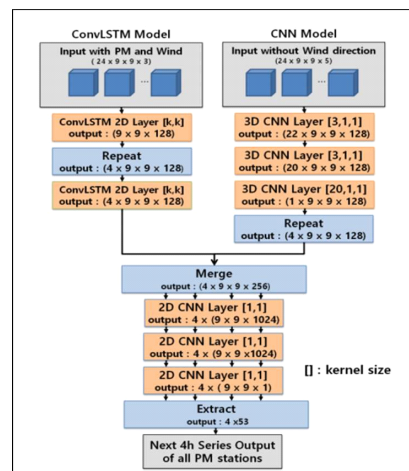 ConvLSTM Model
Input with PM and Wind
( 24 × 9 × 9 × 3 )
...
ConvLSTM 2D Layer [k,k]
output : (9 × 9 × 128)
Repeat
output : (4 × 9 × 9 × 128)
ConvLSTM 2D Layer [k,k]
output : (4 × 9 × 9 × 128)
CNN Model
Input without Wind direction
(24 × 9 × 9 × 5)
...
3D CNN Layer [3,1,1]
output : (22 × 9 × 9 × 128)
3D CNN Layer [3,1,1]
output : (20 × 9 × 9 × 128)
3D CNN Layer [20,1,1]
output : (1 × 9 × 9 × 128)
Repeat
output : (4 × 9 × 9 × 128)
Merge
output : (4 × 9 × 9 × 256)
2D CNN Layer [1,1]
output : 4 × (9 × 9 × 1024)
2D CNN Layer [1,1]
output : 4 × (9 × 9 ×1024)
2D CNN Layer [1,1]
output : 4 × ( 9 × 9 × 1)
[] : kernel size
Extract
output : 4 ×53
Next 4h Series Output
of all PM stations